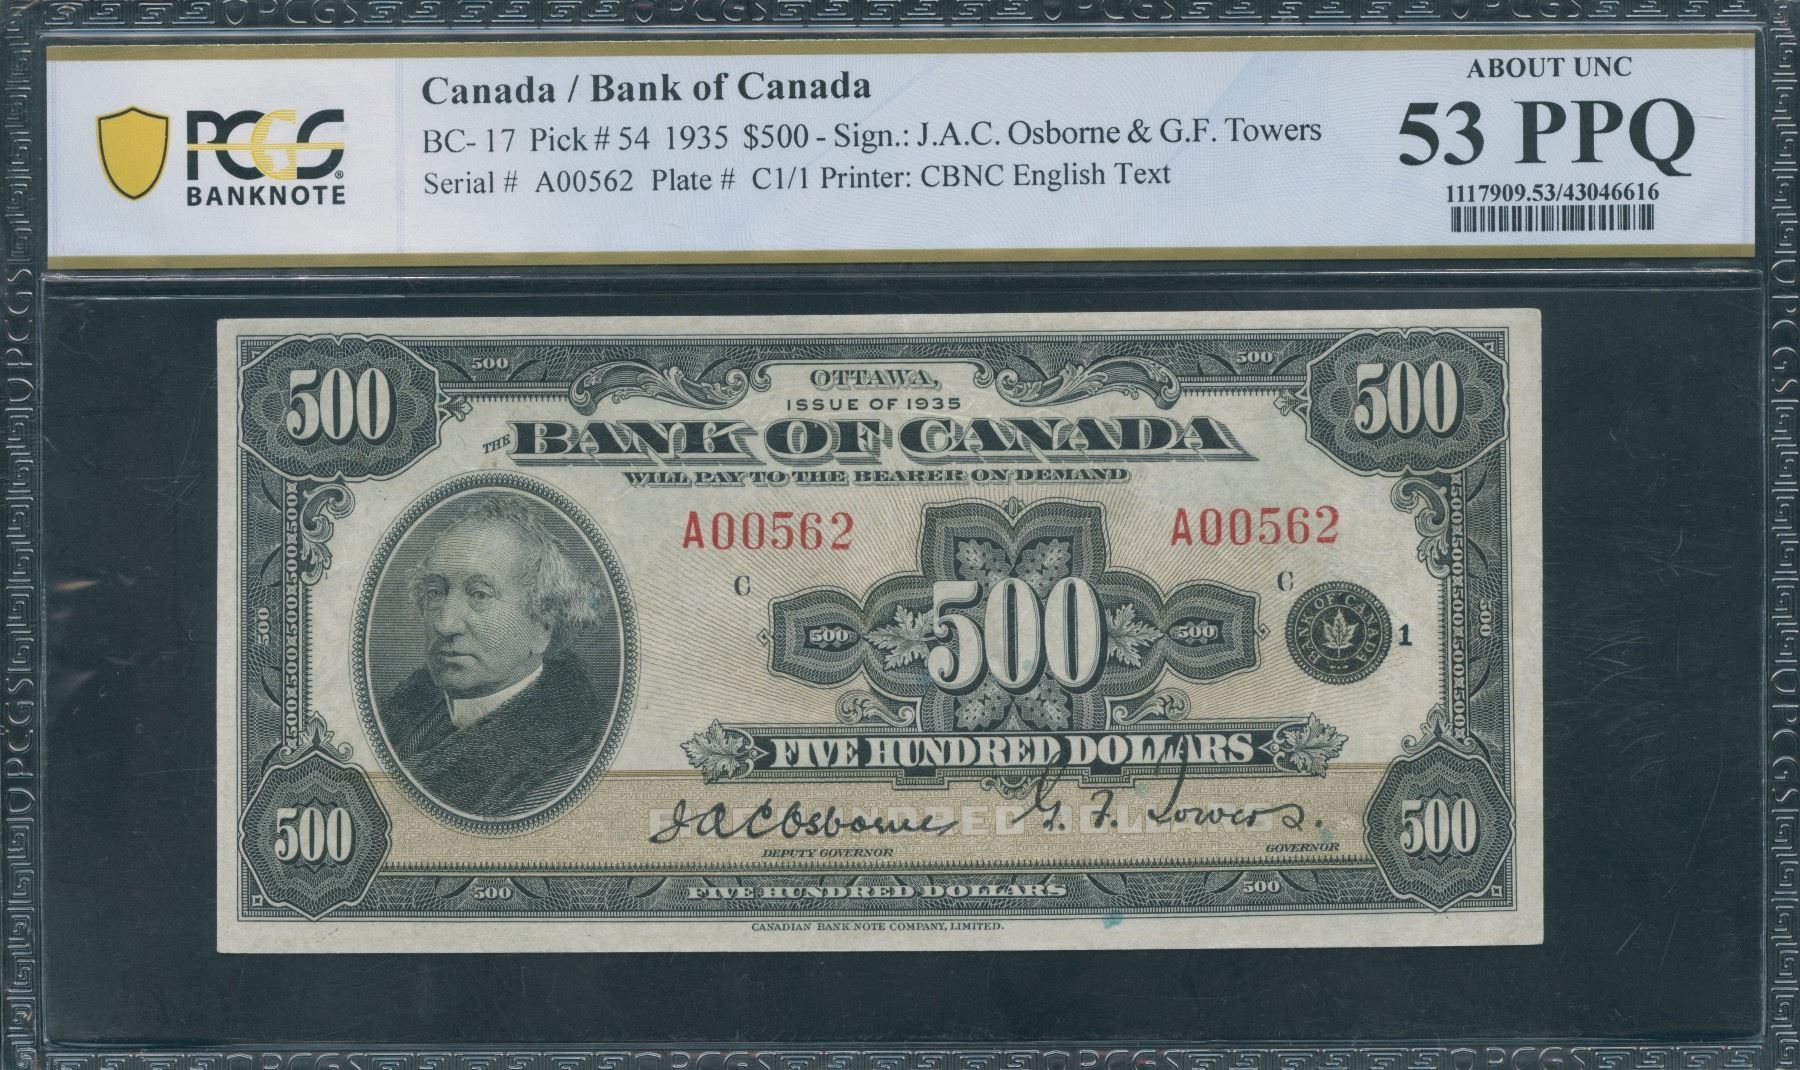 PCGS
BANKNOTE
Canada / Bank of Canada
BC- 17 Pick # 54 1935 $500 - Sign.: J.A.C. Osborne & G.F. Towers
Serial # A00562 Plate # C1/1 Printer: CBNC English Text
ABOUT UNC
53 PPQ
1117909.53/43046616
500 500 500 500
OTTAWA,
ISSUE OF 1935
THE BANK OF CANADA
WILL PAY TO THE BEARER ON DEMAND
A00562 A00562
C C
500 500 500
BANK OF CANADA
1
500X500X500X500X500X500
500
X500X500X500X500X500X
500
FIVE HUNDRED DOLLARS
FIVE HUNDRED DOLLARS
J A C Osborne G. F. Towers.
DEPUTY GOVERNOR GOVERNOR
500 500
500 FIVE HUNDRED DOLLARS 500
CANADIAN BANK NOTE COMPANY, LIMITED.